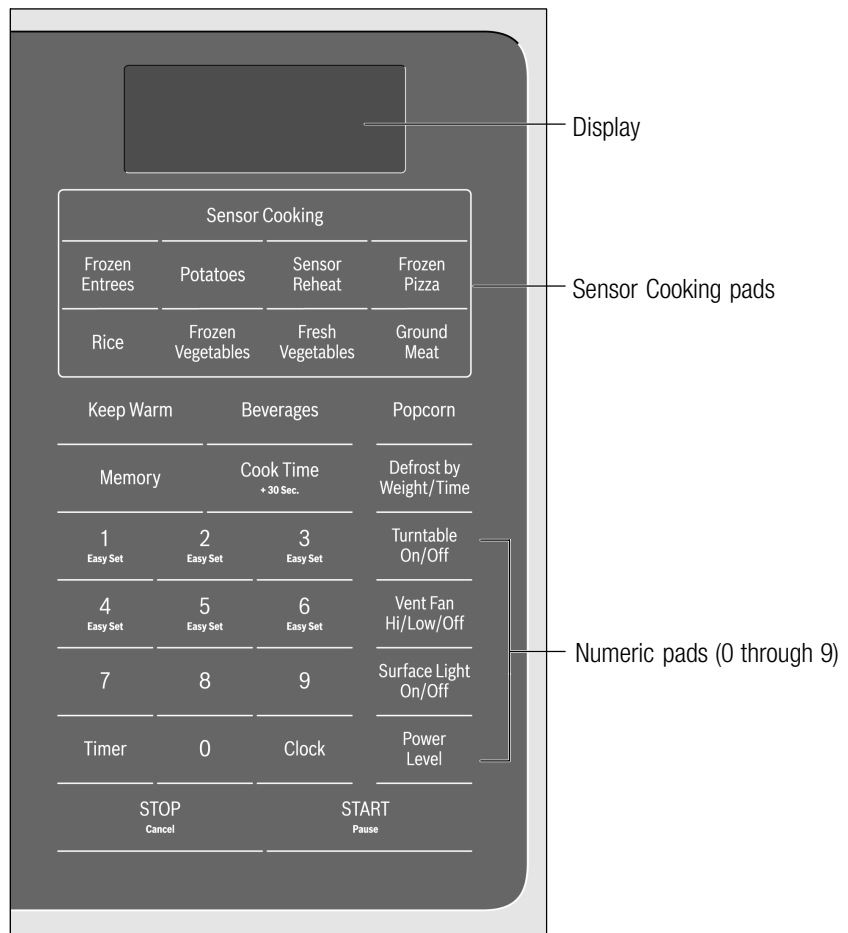 Display
Sensor Cooking
Frozen Entrees
Potatoes
Sensor Reheat
Frozen Pizza
Sensor Cooking pads
Rice
Frozen Vegetables
Fresh Vegetables
Ground Meat
Keep Warm
Beverages
Popcorn
Memory
Cook Time
+ 30 Sec.
Defrost by
Weight/Time
1
Easy Set
2
Easy Set
3
Easy Set
Turntable
On/Off
4
Easy Set
5
Easy Set
6
Easy Set
Vent Fan
Hi/Low/Off
Numeric pads (0 through 9)
7
8
9
Surface Light
On/Off
Timer
0
Clock
Power
Level
STOP
Cancel
START
Pause